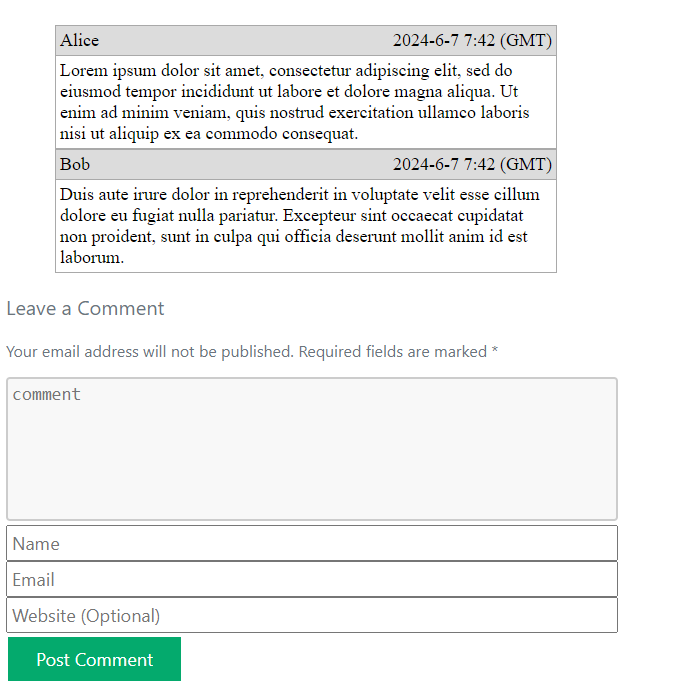 Alice 2024-6-7 7:42 (GMT)
Lorem ipsum dolor sit amet, consectetur adipiscing elit, sed do
eiusmod tempor incididunt ut labore et dolore magna aliqua. Ut
enim ad minim veniam, quis nostrud exercitation ullamco laboris
nisi ut aliquip ex ea commodo consequat.
Bob 2024-6-7 7:42 (GMT)
Duis aute irure dolor in reprehenderit in voluptate velit esse cillum
dolore eu fugiat nulla pariatur. Excepteur sint occaecat cupidatat
non proident, sunt in culpa qui officia deserunt mollit anim id est
laborum.
Leave a Comment
Your email address will not be published. Required fields are marked *
comment
Name
Email
Website (Optional)
Post Comment